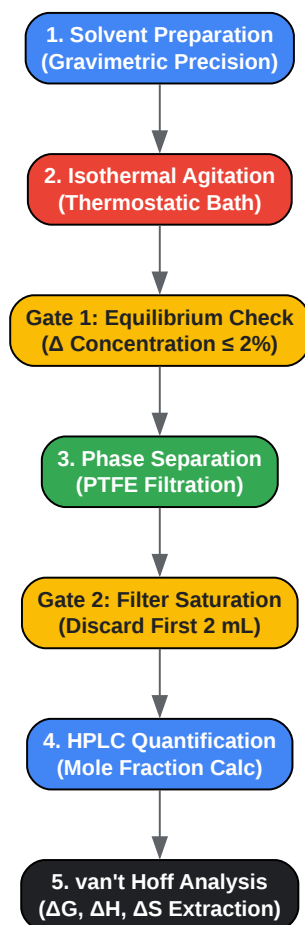 1. Solvent Preparation
(Gravimetric Precision)
2. Isothermal Agitation
(Thermostatic Bath)
Gate 1: Equilibrium Check
(Δ Concentration ≤ 2%)
3. Phase Separation
(PTFE Filtration)
Gate 2: Filter Saturation
(Discard First 2 mL)
4. HPLC Quantification
(Mole Fraction Calc)
5. van't Hoff Analysis
(ΔG, ΔH, ΔS Extraction)